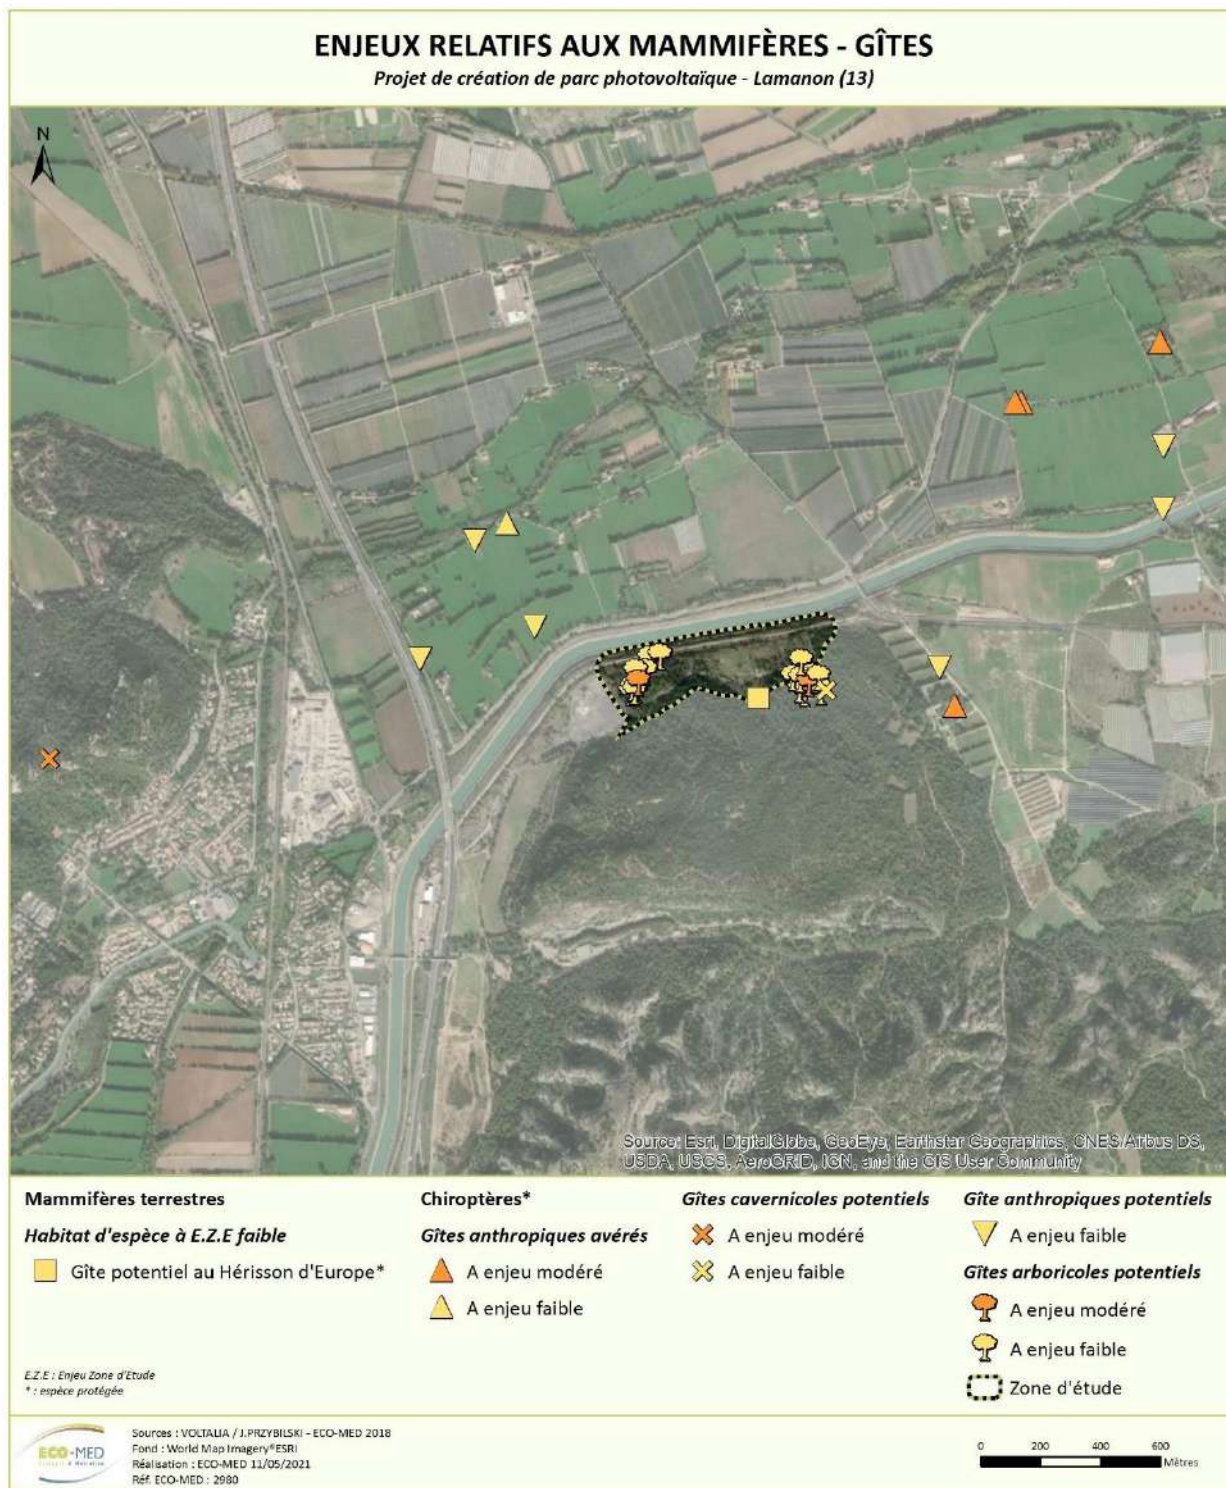 ENJEUX RELATIFS AUX MAMMIFÈRES - GÎTES
Projet de création de parc photovoltaïque - Lamanon (13)
N
Source: Esri, DigitalGlobe, GeoEye, Earthstar Geographics, CNES/Airbus DS,
USDA, USGS, AeroGRID, IGN, and the GIS User Community
Mammifères terrestres
Habitat d'espèce à E.Z.E faible
Gîte potentiel au Hérisson d'Europe*
E.Z.E : Enjeu Zone d'Etude
* : espèce protégée
Chiroptères*
Gîtes anthropiques avérés
A enjeu modéré
A enjeu faible
Gîtes cavernicoles potentiels
A enjeu modéré
A enjeu faible
Gîte anthropiques potentiels
A enjeu faible
Gîtes arboricoles potentiels
A enjeu modéré
A enjeu faible
Zone d'étude
ECO-MED
Sources : VOLTALIA / J.PRZYBILSKI - ECO-MED 2018
Fond : World Map Imagery®ESRI
Réalisation : ECO-MED 11/05/2021
Réf. ECO-MED : 2980
0 200 400 600
Mètres